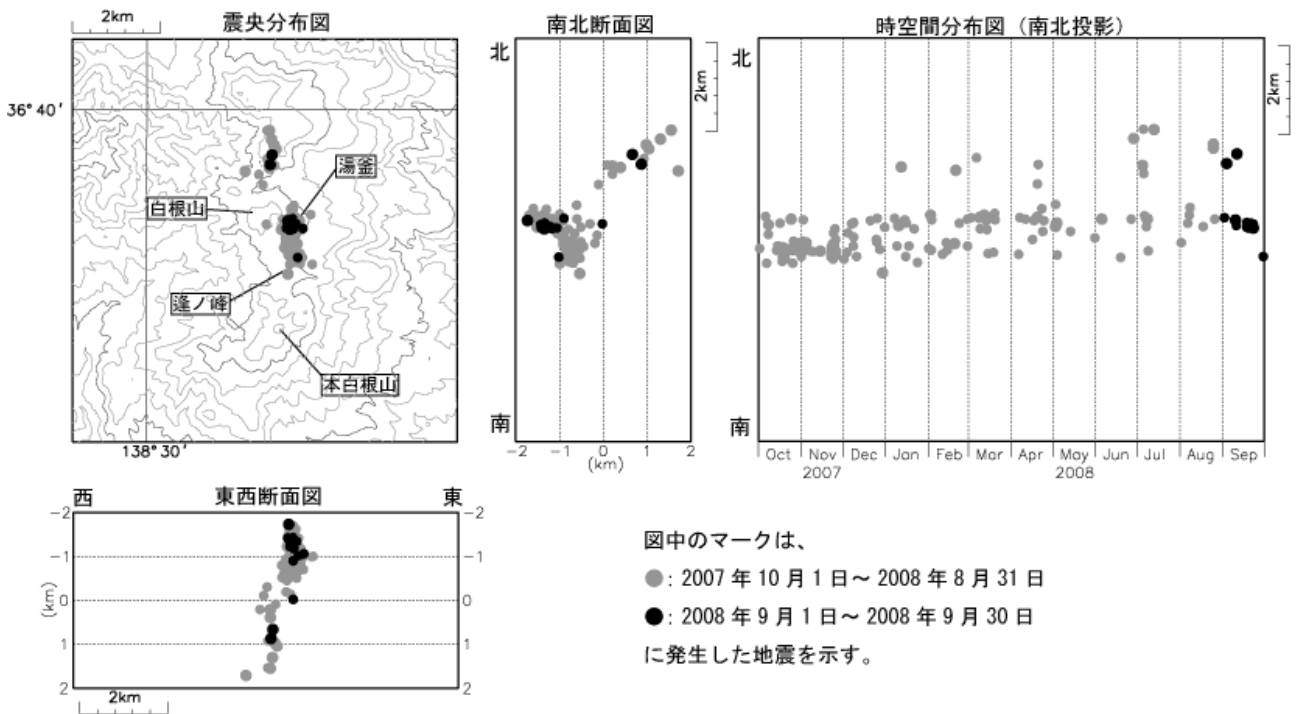 2km
震央分布図
36°40′
湯釜
白根山
逢ノ峰
本白根山
138°30′
南北断面図
北
2km
南
-2 -1 0 1 2
(km)
時空間分布図（南北投影）
北
2km
南
Oct Nov Dec Jan Feb Mar Apr May Jun Jul Aug Sep
2007 2008
西 東西断面図 東
-2 -2
-1 -1
0 0
1 1
2 2
(km)
2km
図中のマークは、
●：2007 年 10 月 1 日～ 2008 年 8 月 31 日
●：2008 年 9 月 1 日～ 2008 年 9 月 30 日
に発生した地震を示す。